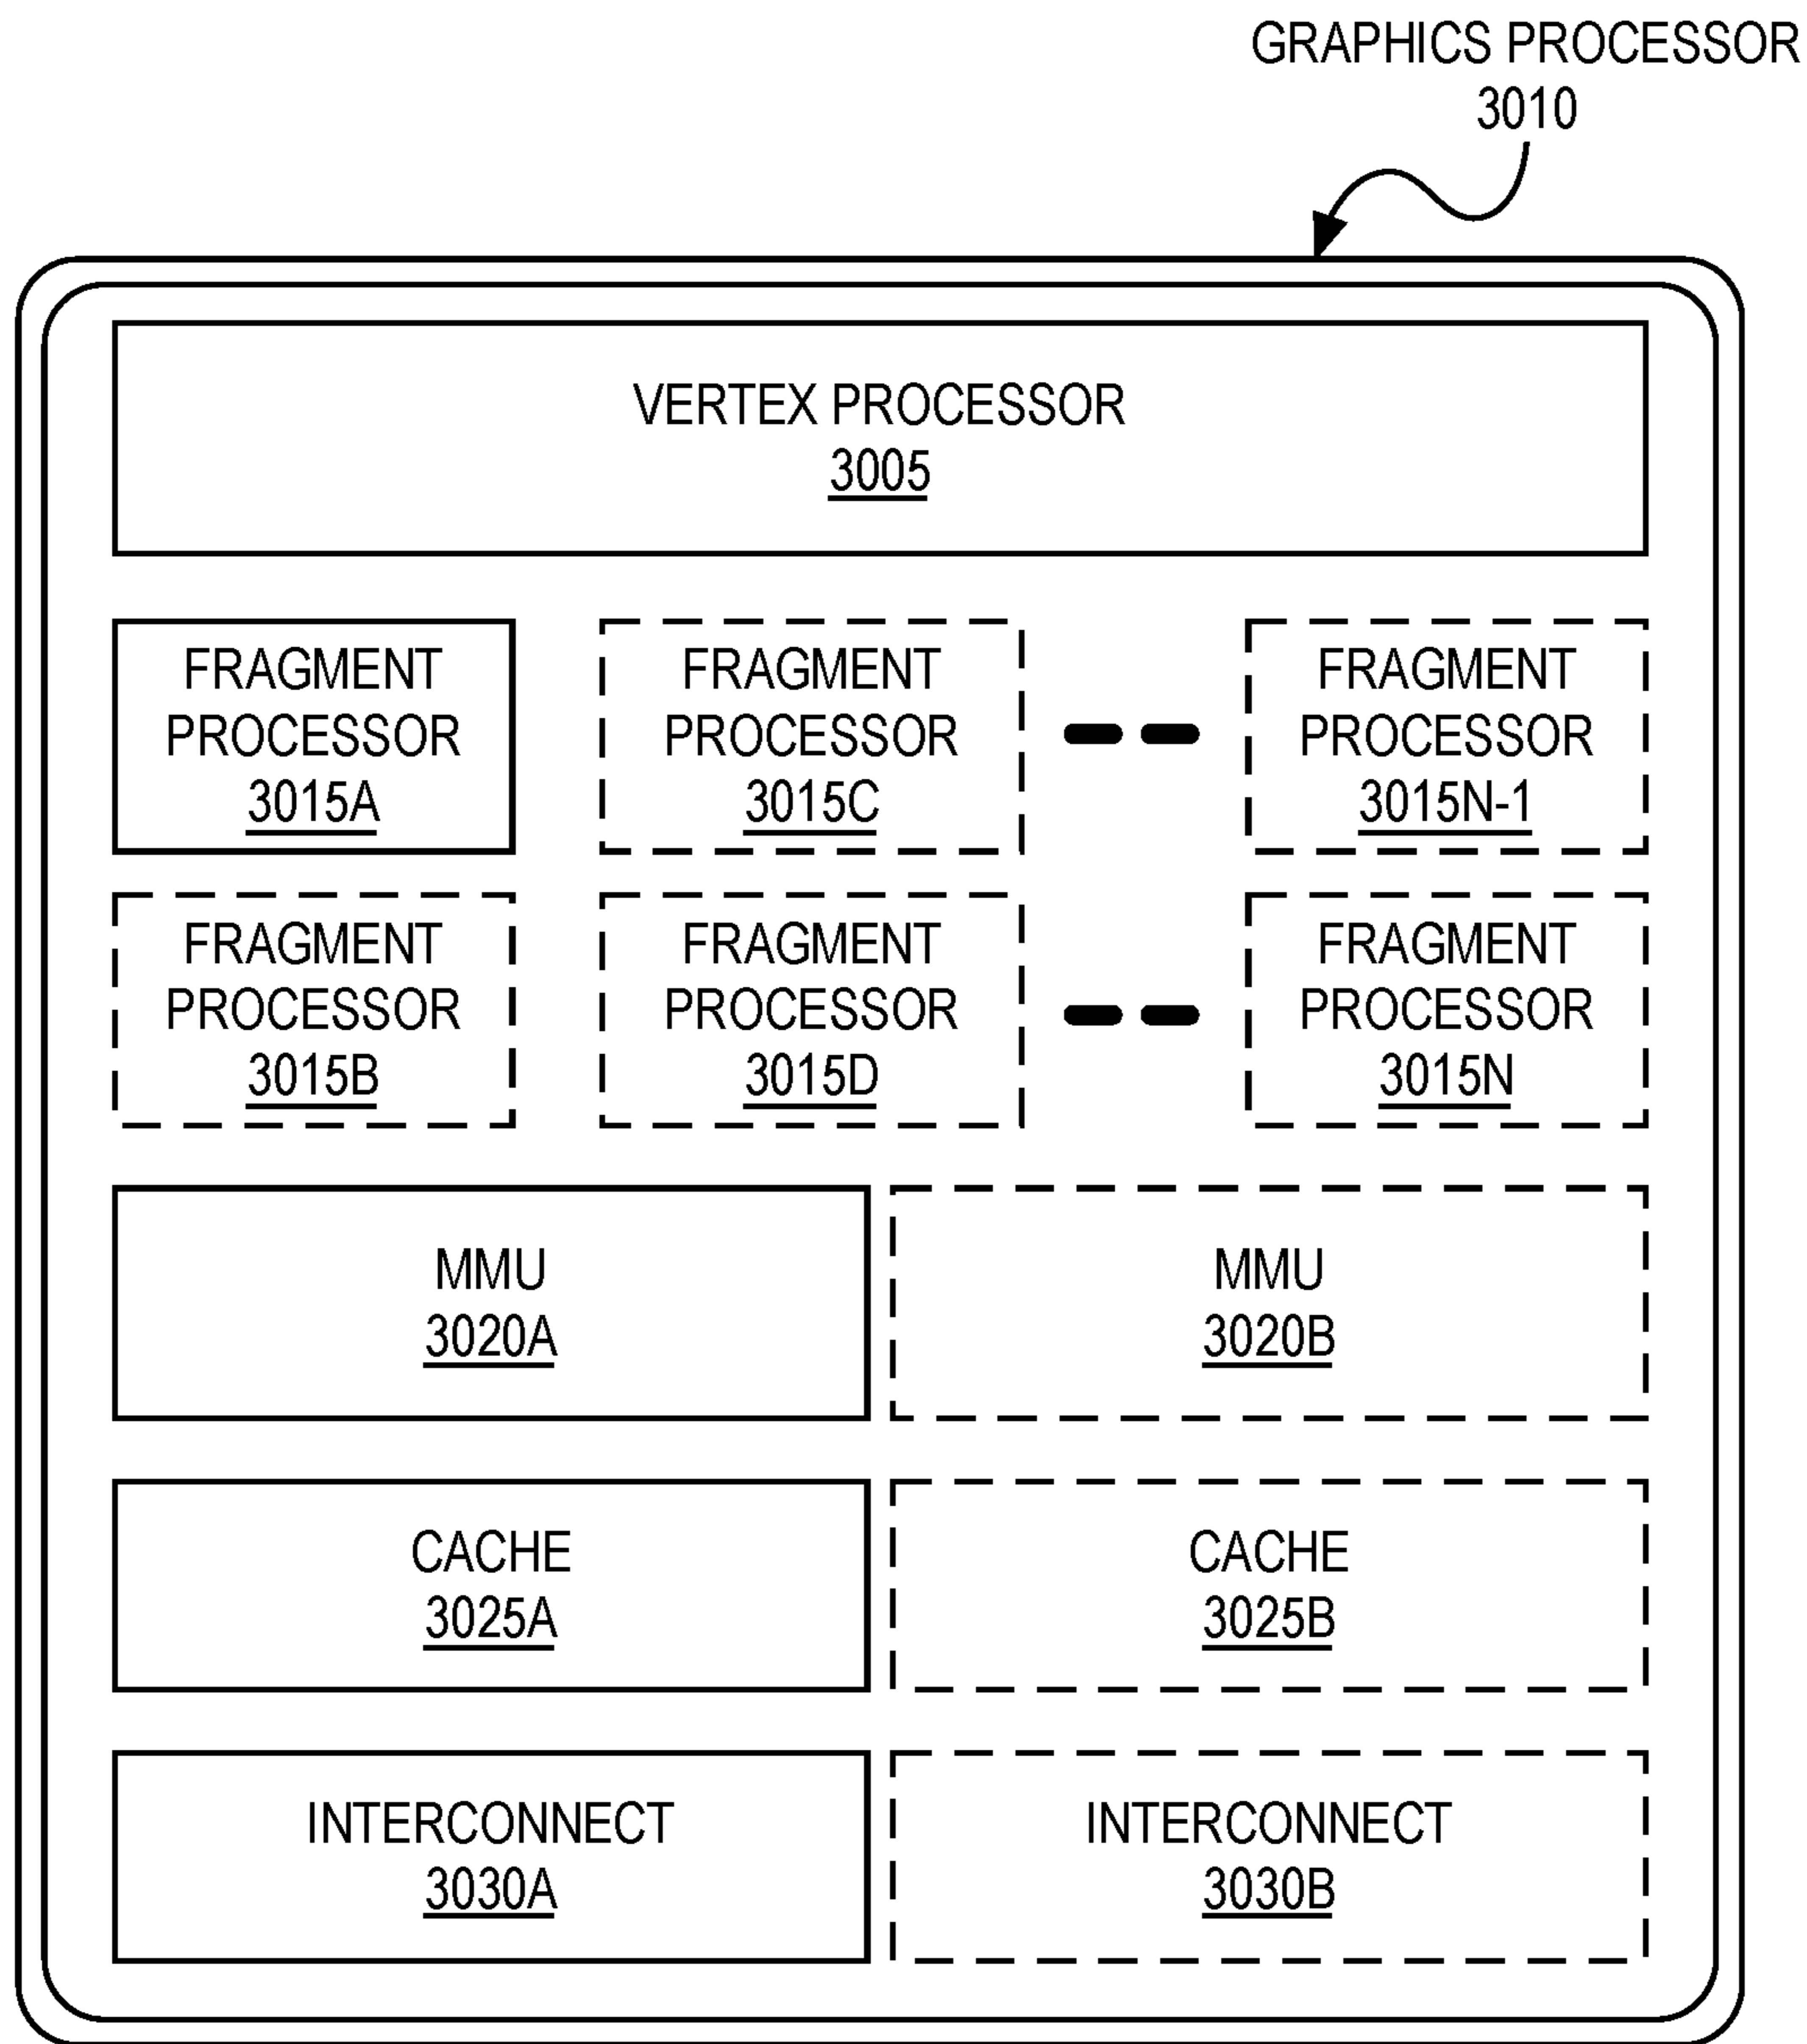 GRAPHICS PROCESSOR
3010
VERTEX PROCESSOR
3005
FRAGMENT
PROCESSOR
3015A
FRAGMENT
PROCESSOR
3015C
FRAGMENT
PROCESSOR
3015N-1
FRAGMENT
PROCESSOR
3015B
FRAGMENT
PROCESSOR
3015D
FRAGMENT
PROCESSOR
3015N
MMU
3020A
MMU
3020B
CACHE
3025A
CACHE
3025B
INTERCONNECT
3030A
INTERCONNECT
3030B